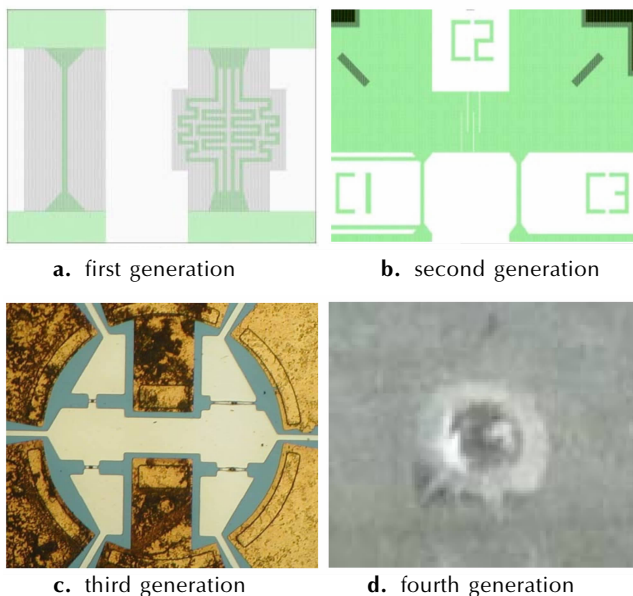 C2
C1
C3
a. first generation
b. second generation
c. third generation
d. fourth generation